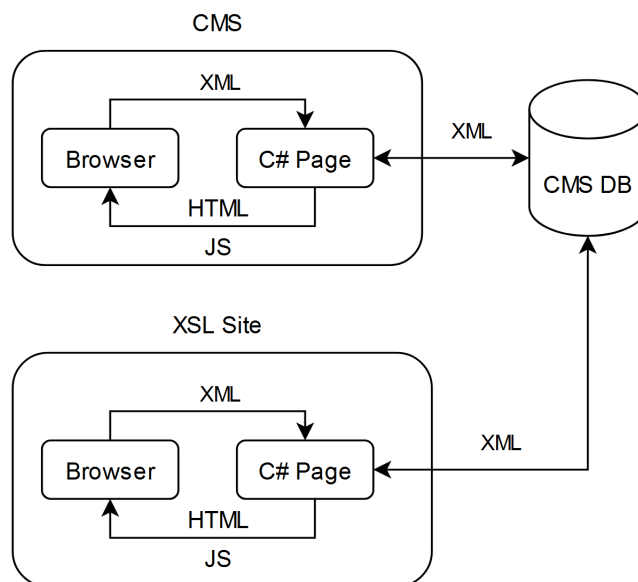 CMS
XML
Browser
C# Page
HTML
JS
XML
CMS DB
XSL Site
XML
Browser
C# Page
HTML
JS
XML